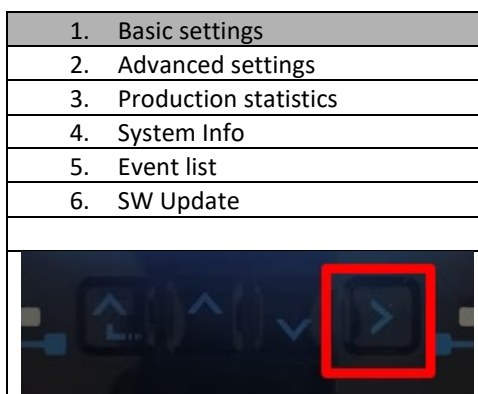 1. Basic settings
2. Advanced settings
3. Production statistics
4. System Info
5. Event list
6. SW Update